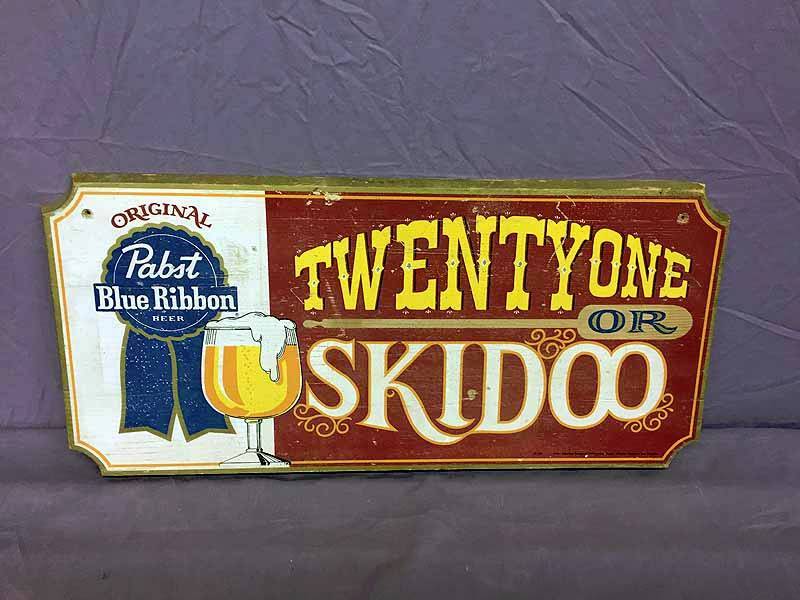 ORIGINAL
Pabst
Blue Ribbon
BEER
TWENTYONE
OR
SKIDOO